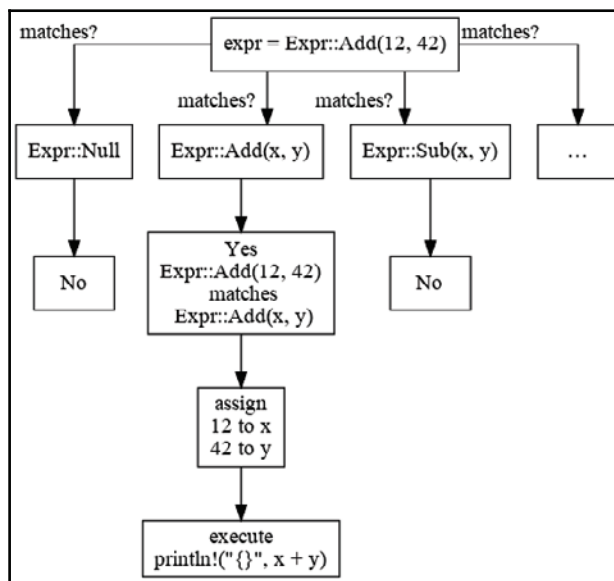 matches?
expr = Expr::Add(12, 42)
matches?
matches?
matches?
Expr::Null
Expr::Add(x, y)
Expr::Sub(x, y)
...
No
Yes
Expr::Add(12, 42)
matches
Expr::Add(x, y)
No
assign
12 to x
42 to y
execute
println!("{}", x + y)